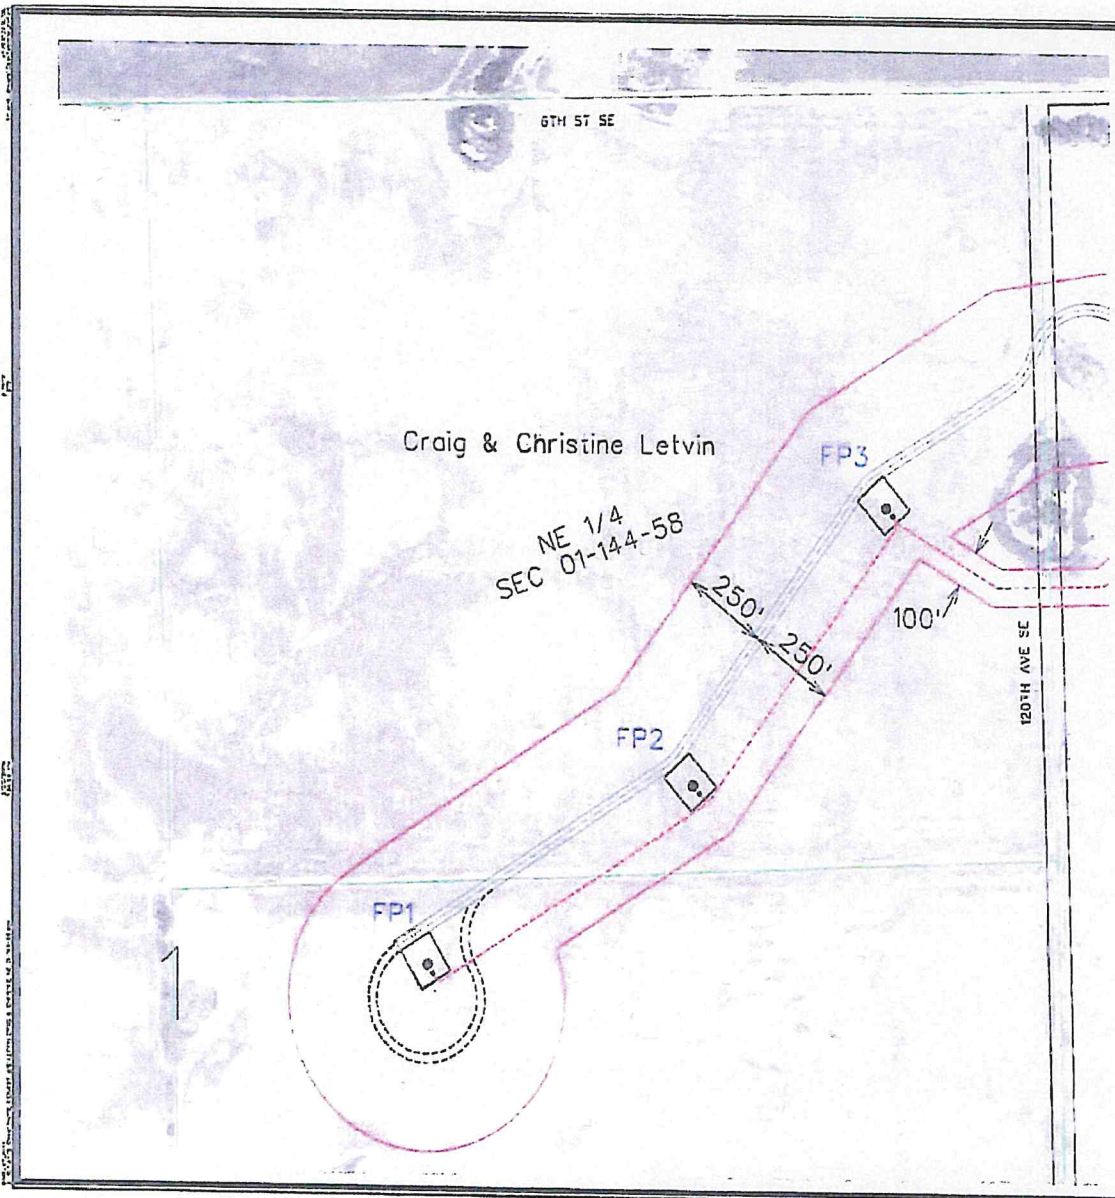 6TH ST SE
Craig & Christine Letvin
FP3
NE 1/4
SEC 01-144-58
250'
250'
100'
120TH AVE SE
FP2
FP1
1